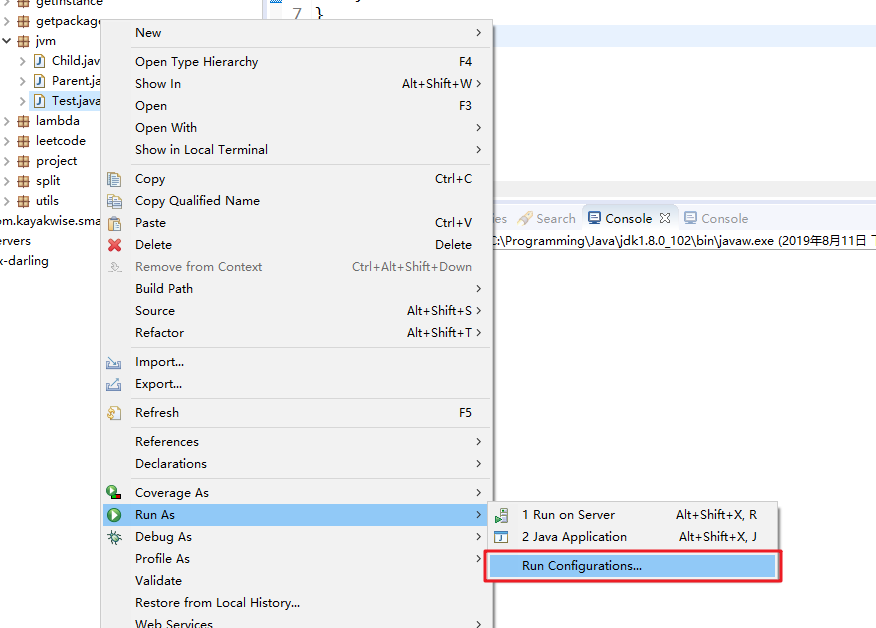 getinstance
getpackage
jvm
Child.jav
Parent.ja
Test.java
lambda
leetcode
project
split
utils
om.kayakwise.sma
ervers
x-darling
7 }
New
Open Type Hierarchy F4
Show In Alt+Shift+W
Open F3
Open With
Show in Local Terminal
Copy Ctrl+C
Copy Qualified Name
Paste Ctrl+V
Delete Delete
Remove from Context Ctrl+Alt+Shift+Down
Build Path
Source Alt+Shift+S
Refactor Alt+Shift+T
Import...
Export...
Refresh F5
References
Declarations
Coverage As
Run As
Debug As
Profile As
Validate
Restore from Local History...
Web Services
es Search Console Console
C:\Programming\Java\jdk1.8.0_102\bin\javaw.exe (2019年8月11日 下
1 Run on Server Alt+Shift+X, R
2 Java Application Alt+Shift+X, J
Run Configurations...